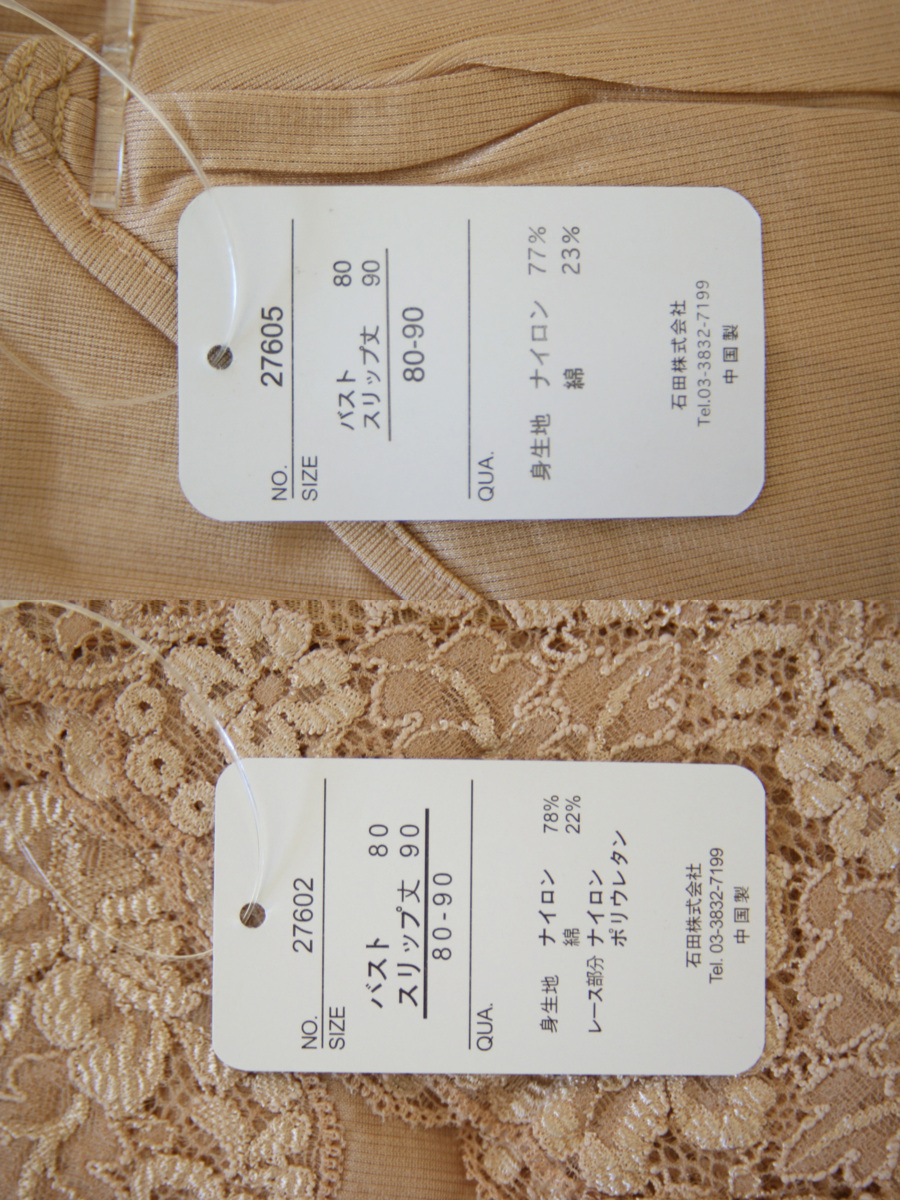 NO. 27605
SIZE
バスト 80
スリップ丈 90
80-90
QUA.
身生地 ナイロン 77%
綿 23%
石田株式会社
Tel.03-3832-7199
中国製
NO. 27602
SIZE
バスト 80
スリップ丈 90
80-90
QUA.
身生地 ナイロン 78%
綿 22%
レース部分 ナイロン
ポリウレタン
石田株式会社
Tel. 03-3832-7199
中国製